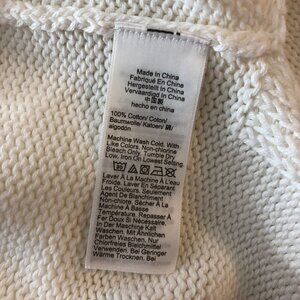 Made In China
Fabriqué En Chine
Hergestellt In China
Vervaardigd In China
中国製
hecho en china
100% Cotton/ Coton/
Baumwolle/ Katoen/ 綿/
algodón
Machine Wash Cold, With
Like Colors, Non-chlorine
Bleach Only, Tumble Dry
Low, Iron On Lowest Setting.
Laver À La Machine À L'eau
Froide, Laver En Séparant
Les Couleurs, Seulement
Agent De Blanchiment
Non-chlore, Sécher À La
Machine À Basse
Température, Repasser À
Fer Doux Si Nécessaire.
In Der Maschine Kalt
Waschen, Mit Ähnlichen
Farben Waschen, Nur
Chlorfreies Bleichmittel
Verwenden, Bei Geringer
Wärme Trocknen, Bei